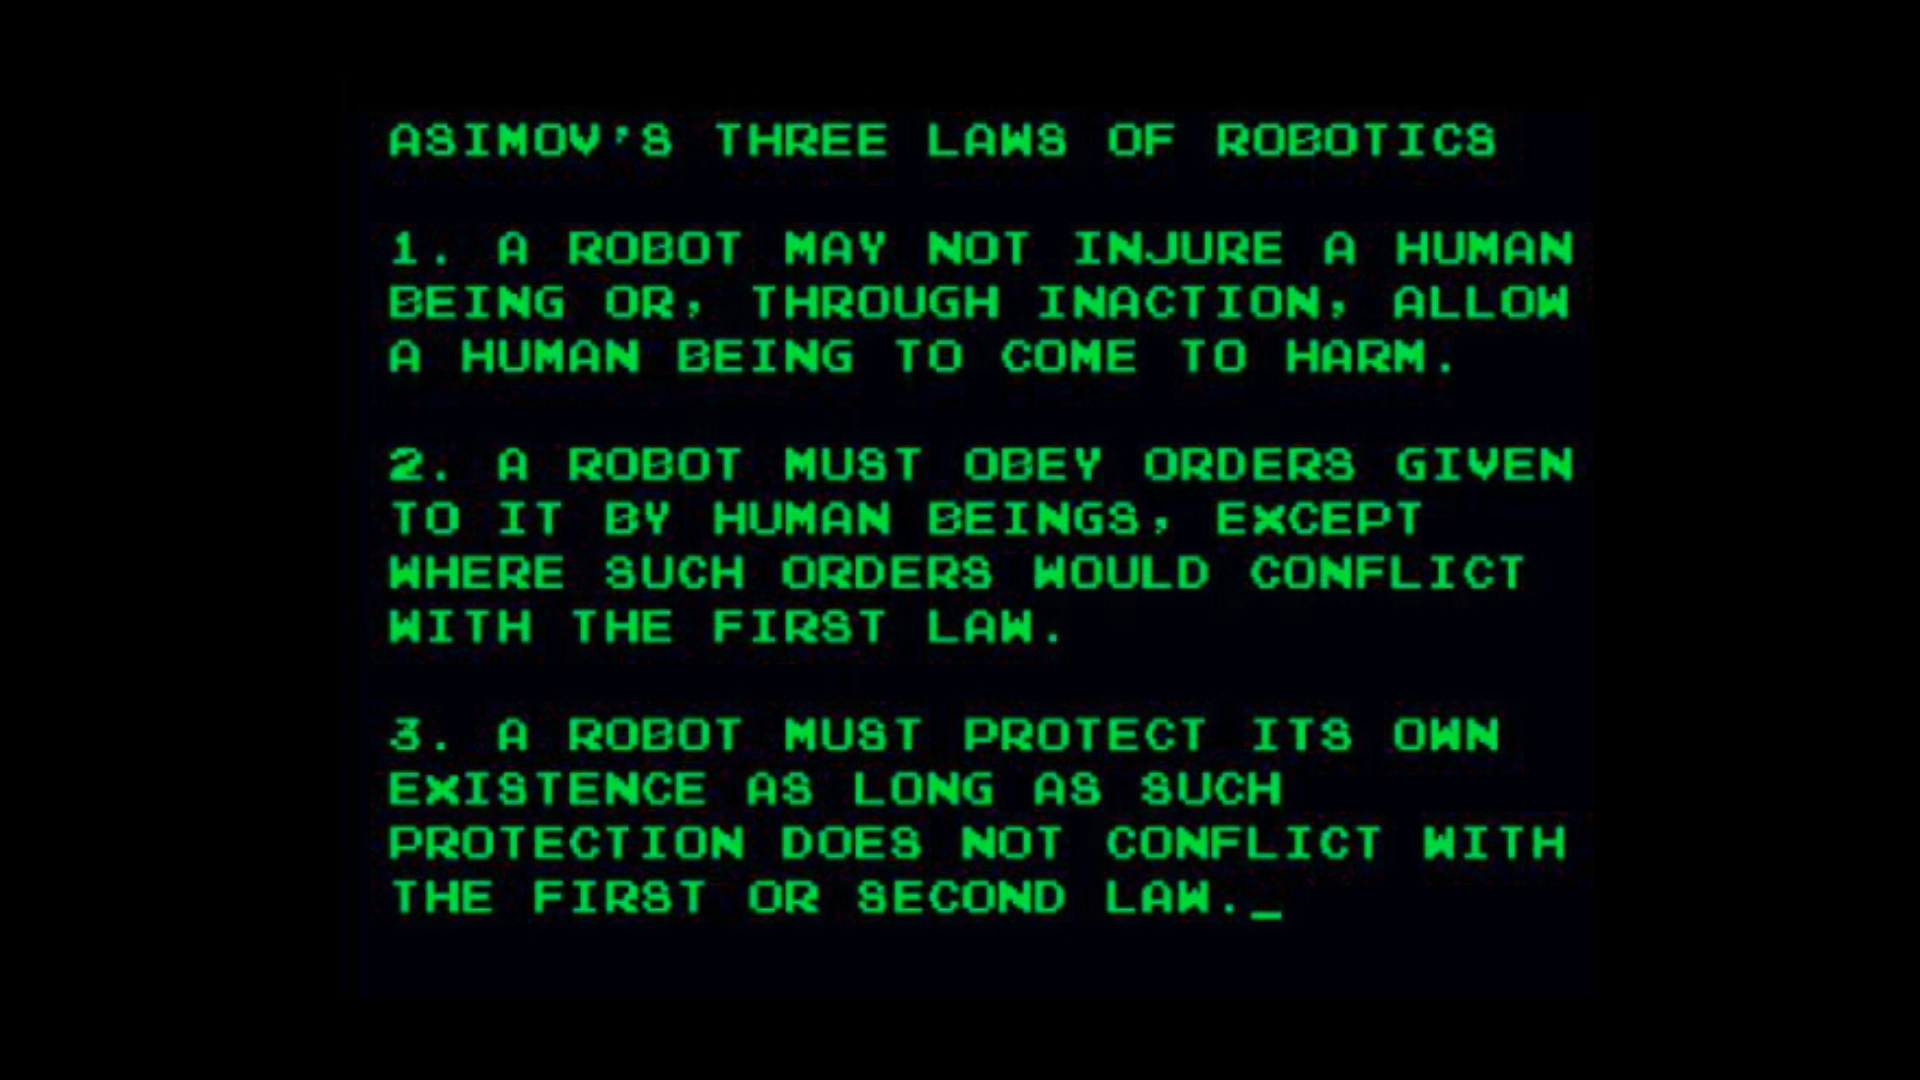 ASIMOV'S THREE LAWS OF ROBOTICS
1. A ROBOT MAY NOT INJURE A HUMAN
BEING OR, THROUGH INACTION, ALLOW
A HUMAN BEING TO COME TO HARM.
2. A ROBOT MUST OBEY ORDERS GIVEN
TO IT BY HUMAN BEINGS, EXCEPT
WHERE SUCH ORDERS WOULD CONFLICT
WITH THE FIRST LAW.
3. A ROBOT MUST PROTECT ITS OWN
EXISTENCE AS LONG AS SUCH
PROTECTION DOES NOT CONFLICT WITH
THE FIRST OR SECOND LAW._